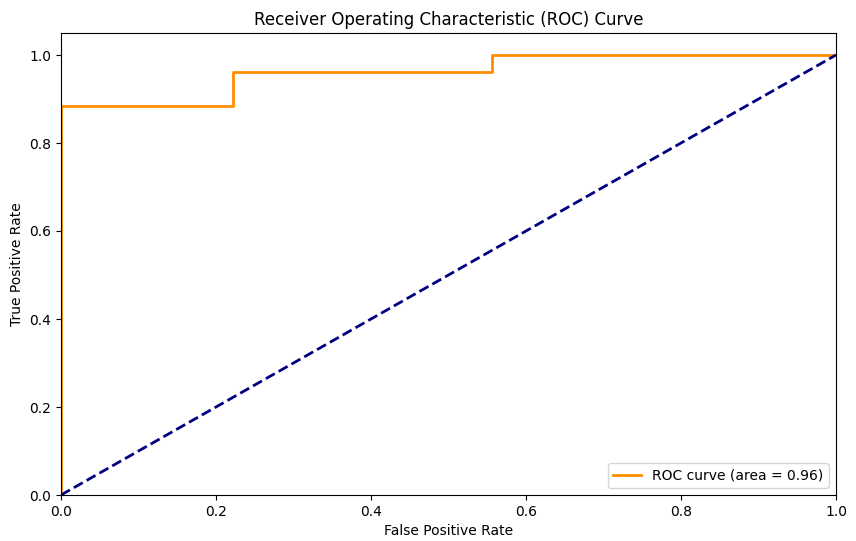 Receiver Operating Characteristic (ROC) Curve
1.0
0.8
0.6
0.4
0.2
0.0
True Positive Rate
ROC curve (area = 0.96)
0.0 0.2 0.4 0.6 0.8 1.0
False Positive Rate